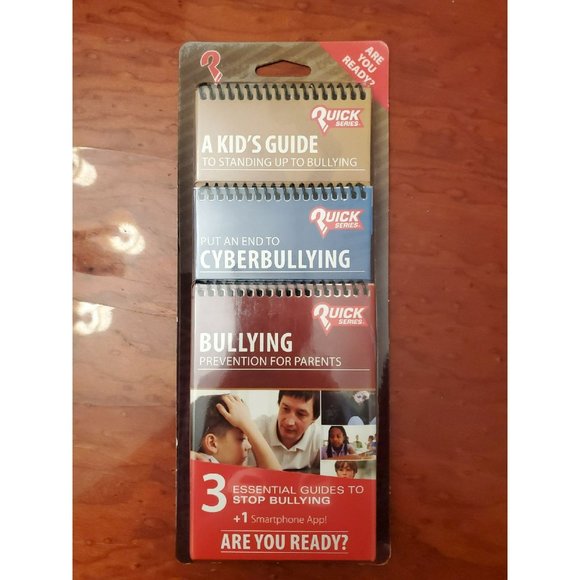 ARE
YOU
READY?
QUICK
SERIES
A KID'S GUIDE
TO STANDING UP TO BULLYING
QUICK
SERIES
PUT AN END TO
CYBERBULLYING
QUICK
SERIES
BULLYING
PREVENTION FOR PARENTS
3 ESSENTIAL GUIDES TO
STOP BULLYING
+1 Smartphone App!
ARE YOU READY?